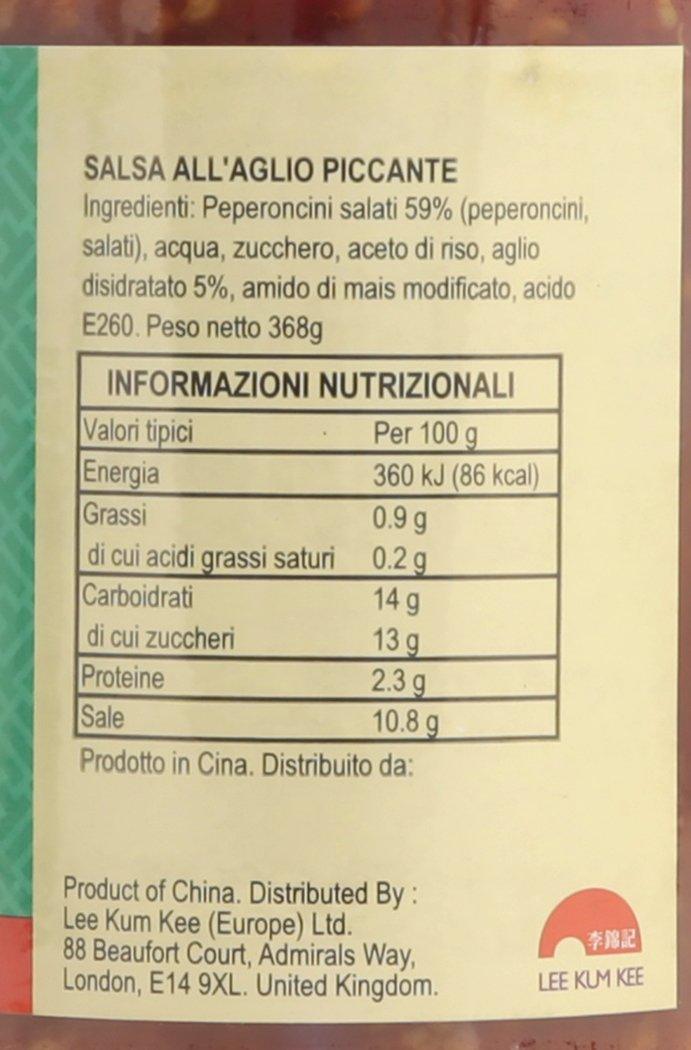 SALSA ALL'AGLIO PICCANTE
Ingredienti: Peperoncini salati 59% (peperoncini,
salati), acqua, zucchero, aceto di riso, aglio
disidratato 5%, amido di mais modificato, acido
E260. Peso netto 368g
INFORMAZIONI NUTRIZIONALI
Valori tipici Per 100 g
Energia 360 kJ (86 kcal)
Grassi 0.9 g
di cui acidi grassi saturi 0.2 g
Carboidrati 14 g
di cui zuccheri 13 g
Proteine 2.3 g
Sale 10.8 g
Prodotto in Cina. Distribuito da:
Product of China. Distributed By :
Lee Kum Kee (Europe) Ltd.
88 Beaufort Court, Admirals Way,
London, E14 9XL. United Kingdom.
李錦記
LEE KUM KEE